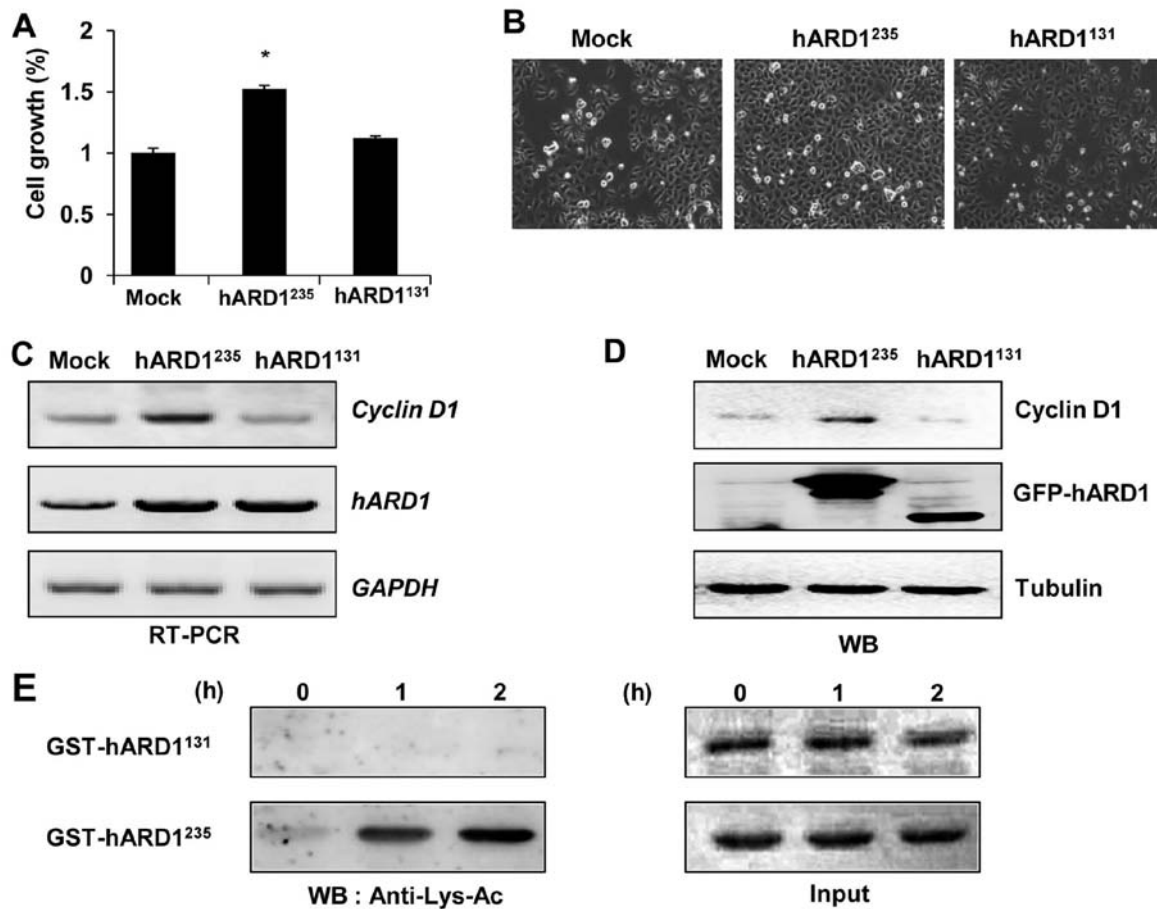 A
2
1.5
1
0.5
0
Cell growth (%)
*
Mock hARD1²³⁵ hARD1¹³¹
B
Mock hARD1²³⁵ hARD1¹³¹
C
Mock hARD1²³⁵ hARD1¹³¹
Cyclin D1
hARD1
GAPDH
RT-PCR
D
Mock hARD1²³⁵ hARD1¹³¹
Cyclin D1
GFP-hARD1
Tubulin
WB
E
(h) 0 1 2
(h) 0 1 2
GST-hARD1¹³¹
GST-hARD1²³⁵
WB : Anti-Lys-Ac
Input